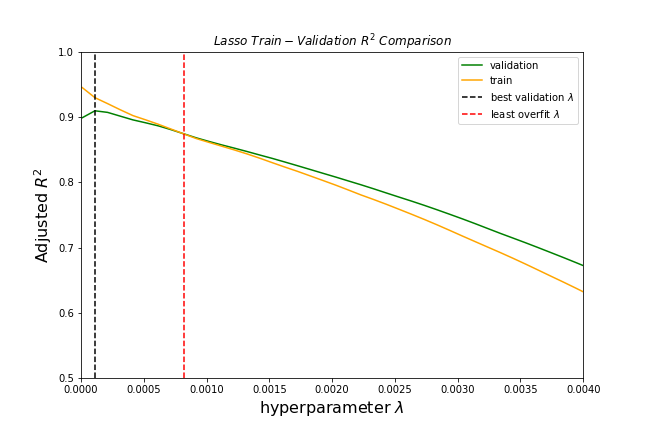 Lasso Train – Validation R² Comparison
validation
train
best validation λ
least overfit λ
Adjusted R²
1.0
0.9
0.8
0.7
0.6
0.5
0.0000 0.0005 0.0010 0.0015 0.0020 0.0025 0.0030 0.0035 0.0040
hyperparameter λ